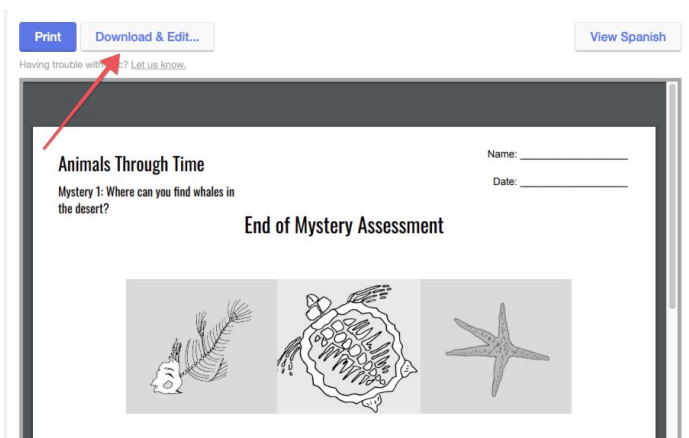 Print
Download & Edit...
View Spanish
Having trouble with ? Let us know.
Animals Through Time
Name:
Mystery 1: Where can you find whales in
the desert?
Date:
End of Mystery Assessment